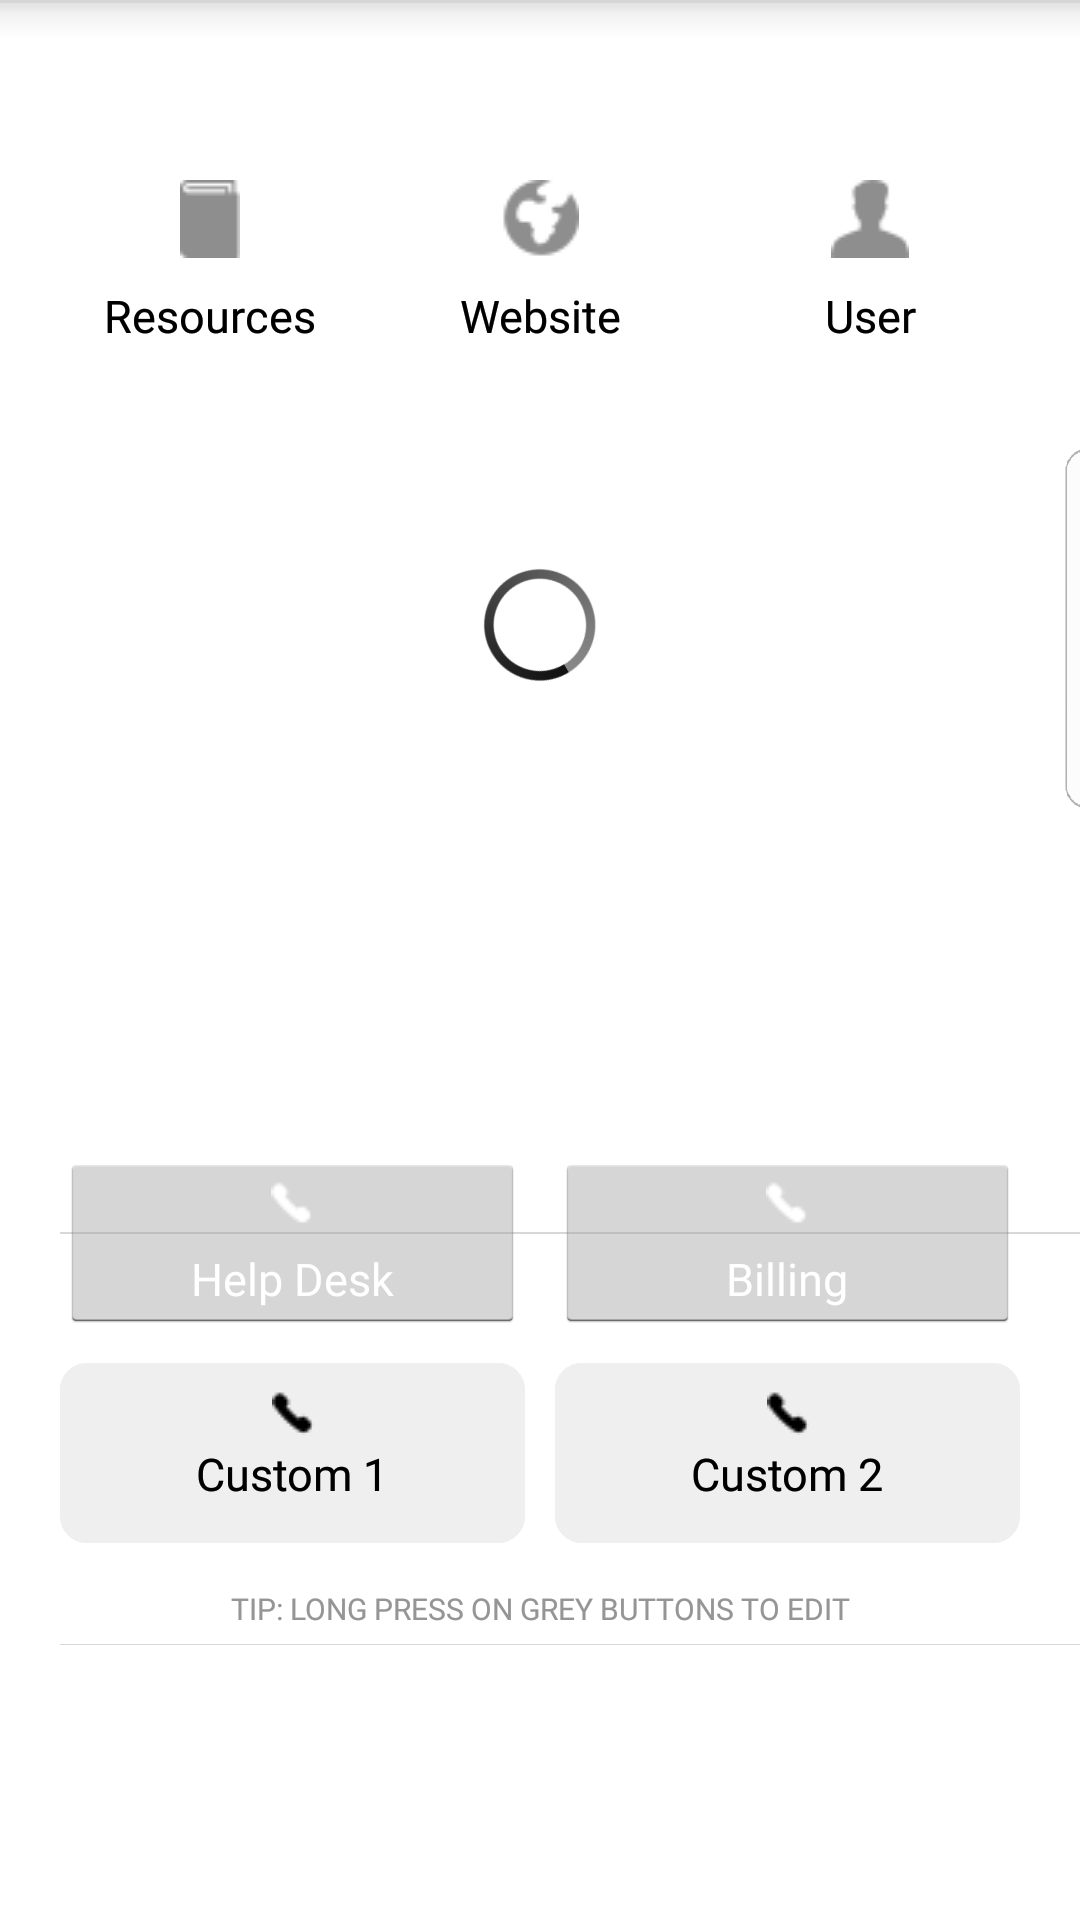 Resources Website User
Help Desk Billing
Custom 1 Custom 2
TIP: LONG PRESS ON GREY BUTTONS TO EDIT